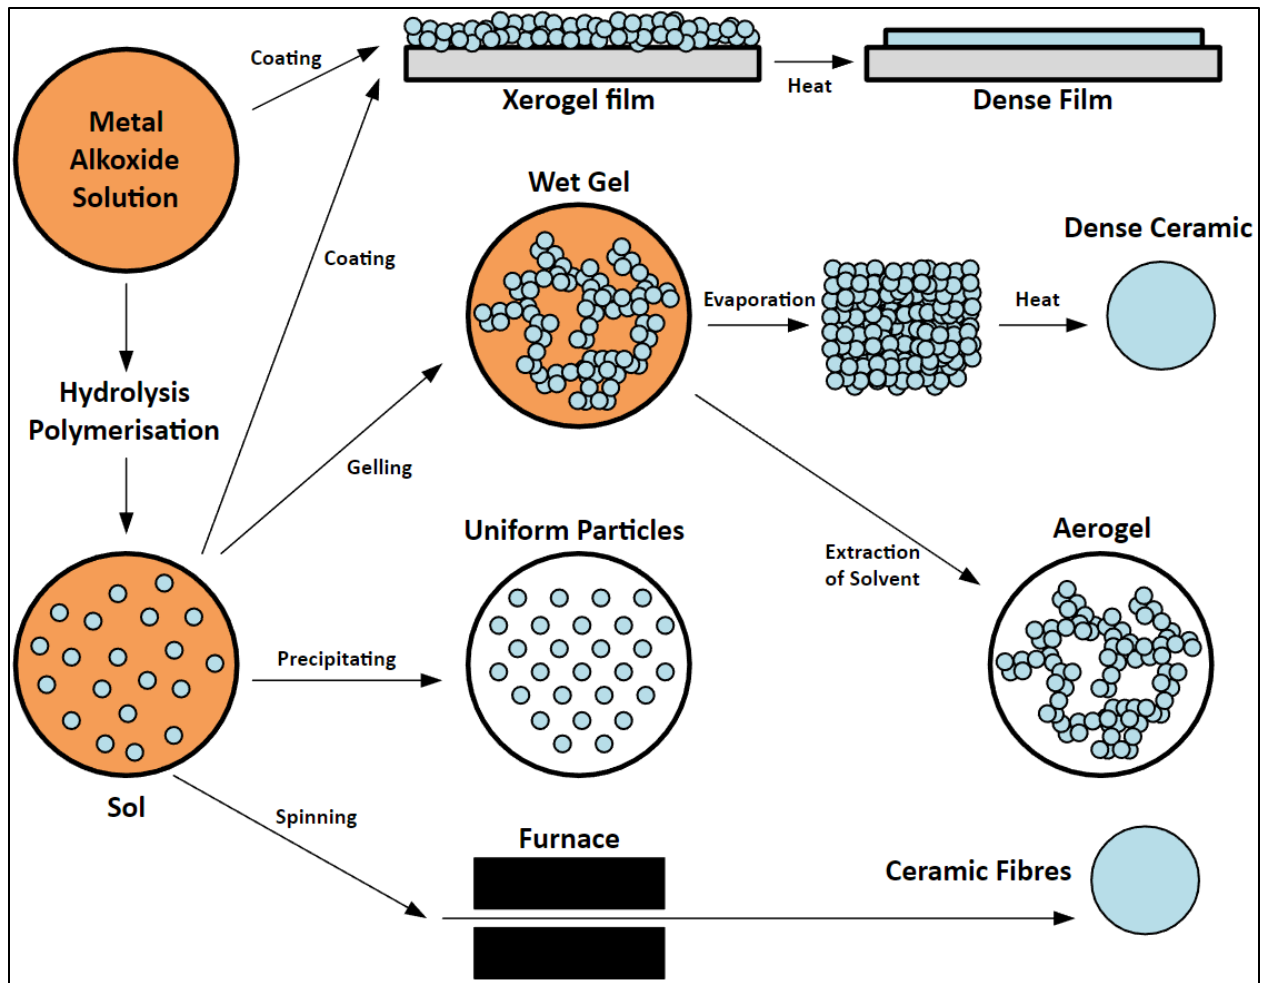 Coating
Metal
Alkoxide
Solution
Xerogel film
Heat
Dense Film
Wet Gel
Coating
Dense Ceramic
Evaporation
Heat
Hydrolysis
Polymerisation
Gelling
Uniform Particles
Aerogel
Extraction
of Solvent
Precipitating
Sol
Spinning
Furnace
Ceramic Fibres